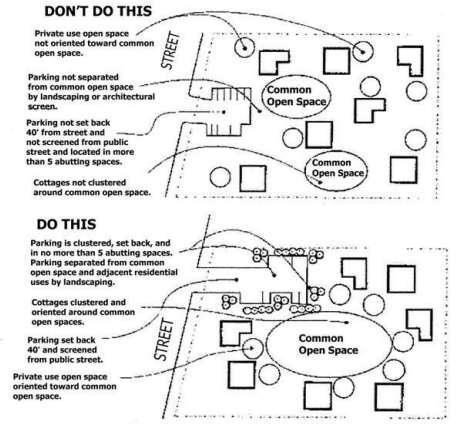 DON'T DO THIS
Private use open space
not oriented toward common
open space.
STREET
Parking not separated
from common open space
by landscaping or architectural
screen.
Common
Open Space
Parking not set back
40' from street and
not screened from public
street and located in more
than 5 abutting spaces.
Common
Open Space
Cottages not clustered
around common open space.
DO THIS
Parking is clustered, set back, and
in no more than 5 abutting spaces.
Parking separated from common
open space and adjacent residential
uses by landscaping.
Cottages clustered and
oriented around common
open spaces.
STREET
Common
Open Space
Parking set back
40' and screened
from public street.
Private use open space
oriented toward common
open space.